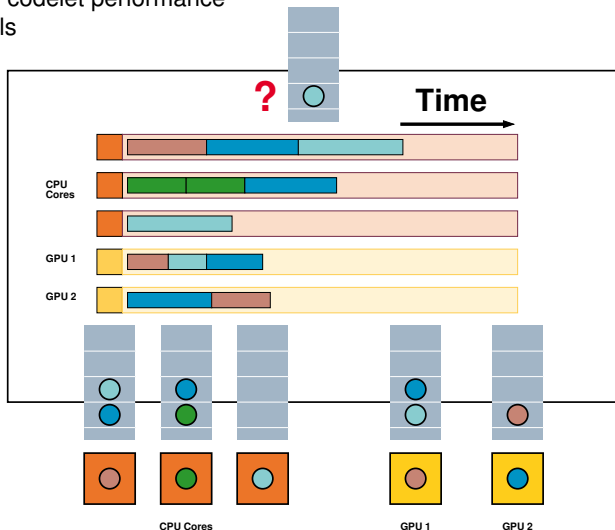 codelet performance
ls
?
Time
CPU
Cores
GPU 1
GPU 2
CPU Cores
GPU 1
GPU 2